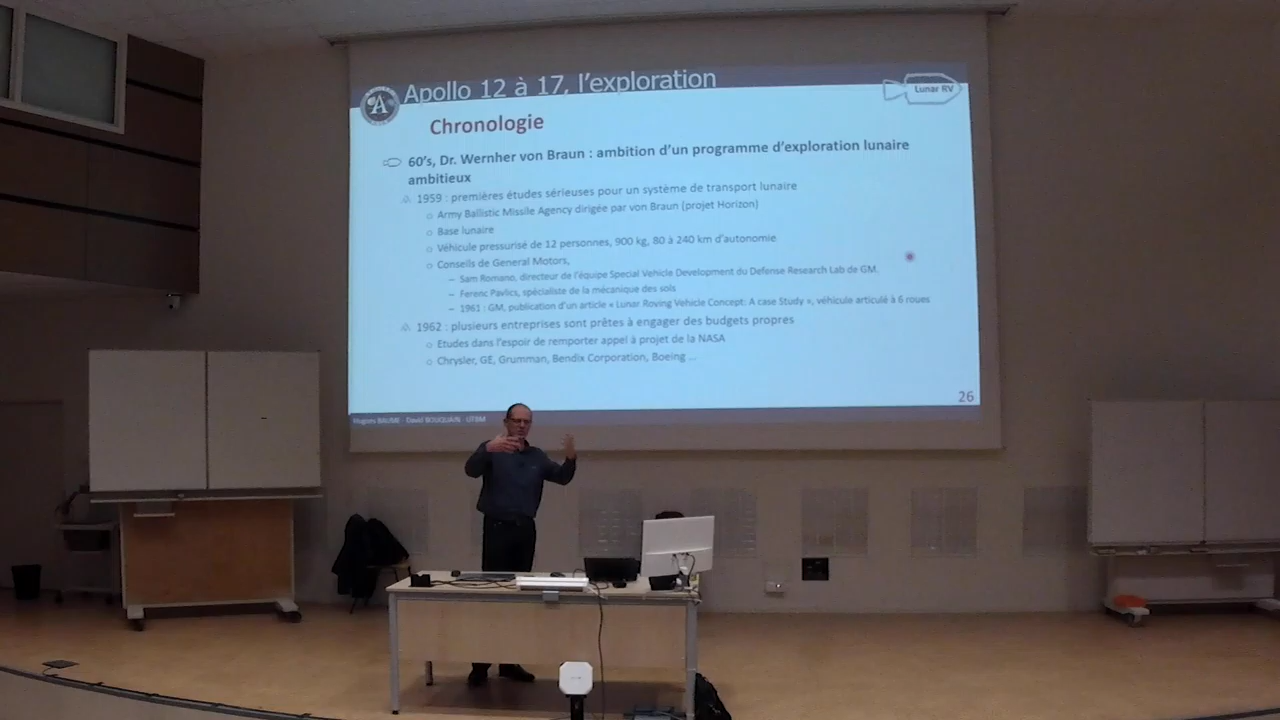 Apollo 12 à 17, l'exploration
Lunar RV
A
Chronologie
60's, Dr. Wernher von Braun : ambition d'un programme d'exploration lunaire
ambitieux
1959 : premières études sérieuses pour un système de transport lunaire
Army Ballistic Missile Agency dirigée par von Braun (projet Horizon)
Base lunaire
Véhicule pressurisé de 12 personnes, 900 kg, 80 à 240 km d'autonomie
Conseils de General Motors,
Sam Romano, directeur de l'équipe Special Vehicle Development du Defense Research Lab de GM.
Ferenc Pavlics, spécialiste de la mécanique des sols
1961 : GM, publication d'un article « Lunar Roving Vehicle Concept: A case Study », véhicule articulé à 6 roues
1962 : plusieurs entreprises sont prêtes à engager des budgets propres
Etudes dans l'espoir de remporter appel à projet de la NASA
Chrysler, GE, Grumman, Bendix Corporation, Boeing ...
26
Hugues BAUME - David BOUQUAIN - UTBM